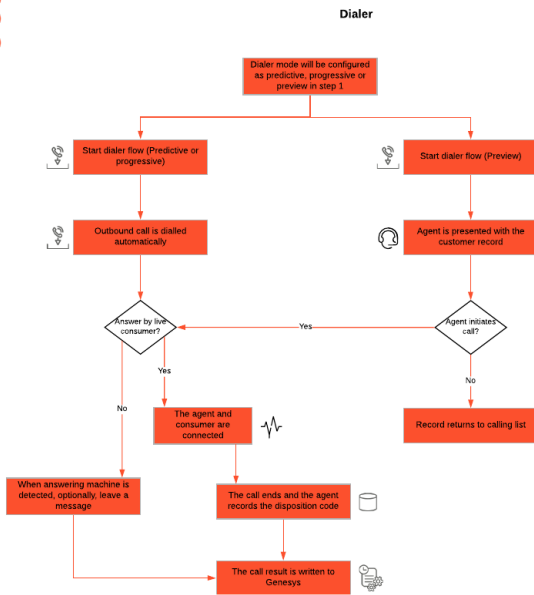 Dialer
Dialer mode will be configured
as predictive, progressive or
preview in step 1
Start dialer flow (Predictive or
progressive)
Start dialer flow (Preview)
Outbound call is dialled
automatically
Agent is presented with the
customer record
Answer by live
consumer?
Yes
Agent initiates
call?
Yes
No
No
The agent and
consumer are
connected
Record returns to calling list
When answering machine is
detected, optionally, leave a
message
The call ends and the agent
records the disposition code
The call result is written to
Genesys